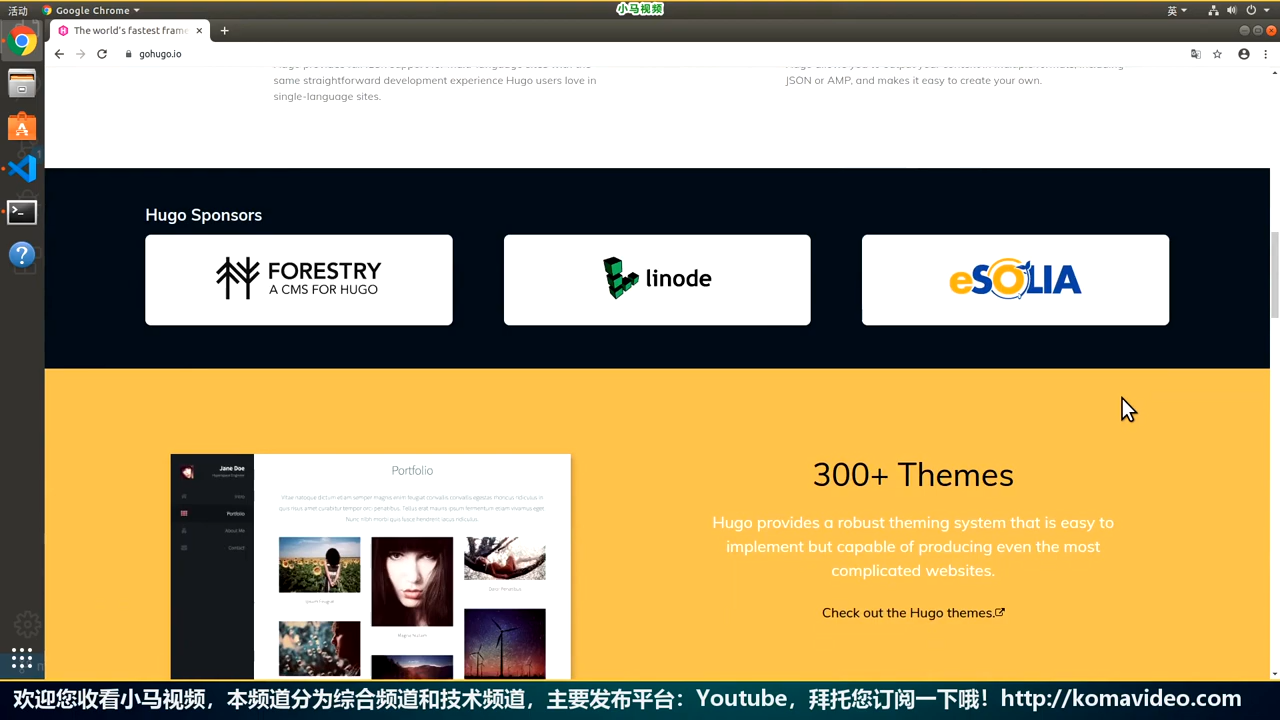 活动
Google Chrome
小马视频
英
The world's fastest frame
gohugo.io
same straightforward development experience Hugo users love in
single-language sites.
JSON or AMP, and makes it easy to create your own.
Hugo Sponsors
FORESTRY
A CMS FOR HUGO
linode
eSOLIA
Jane Doe
Portfolio
About Me
Contact
Portfolio
300+ Themes
Hugo provides a robust theming system that is easy to
implement but capable of producing even the most
complicated websites.
Check out the Hugo themes.
欢迎您收看小马视频，本频道分为综合频道和技术频道，主要发布平台：Youtube，拜托您订阅一下哦！http://komavideo.com